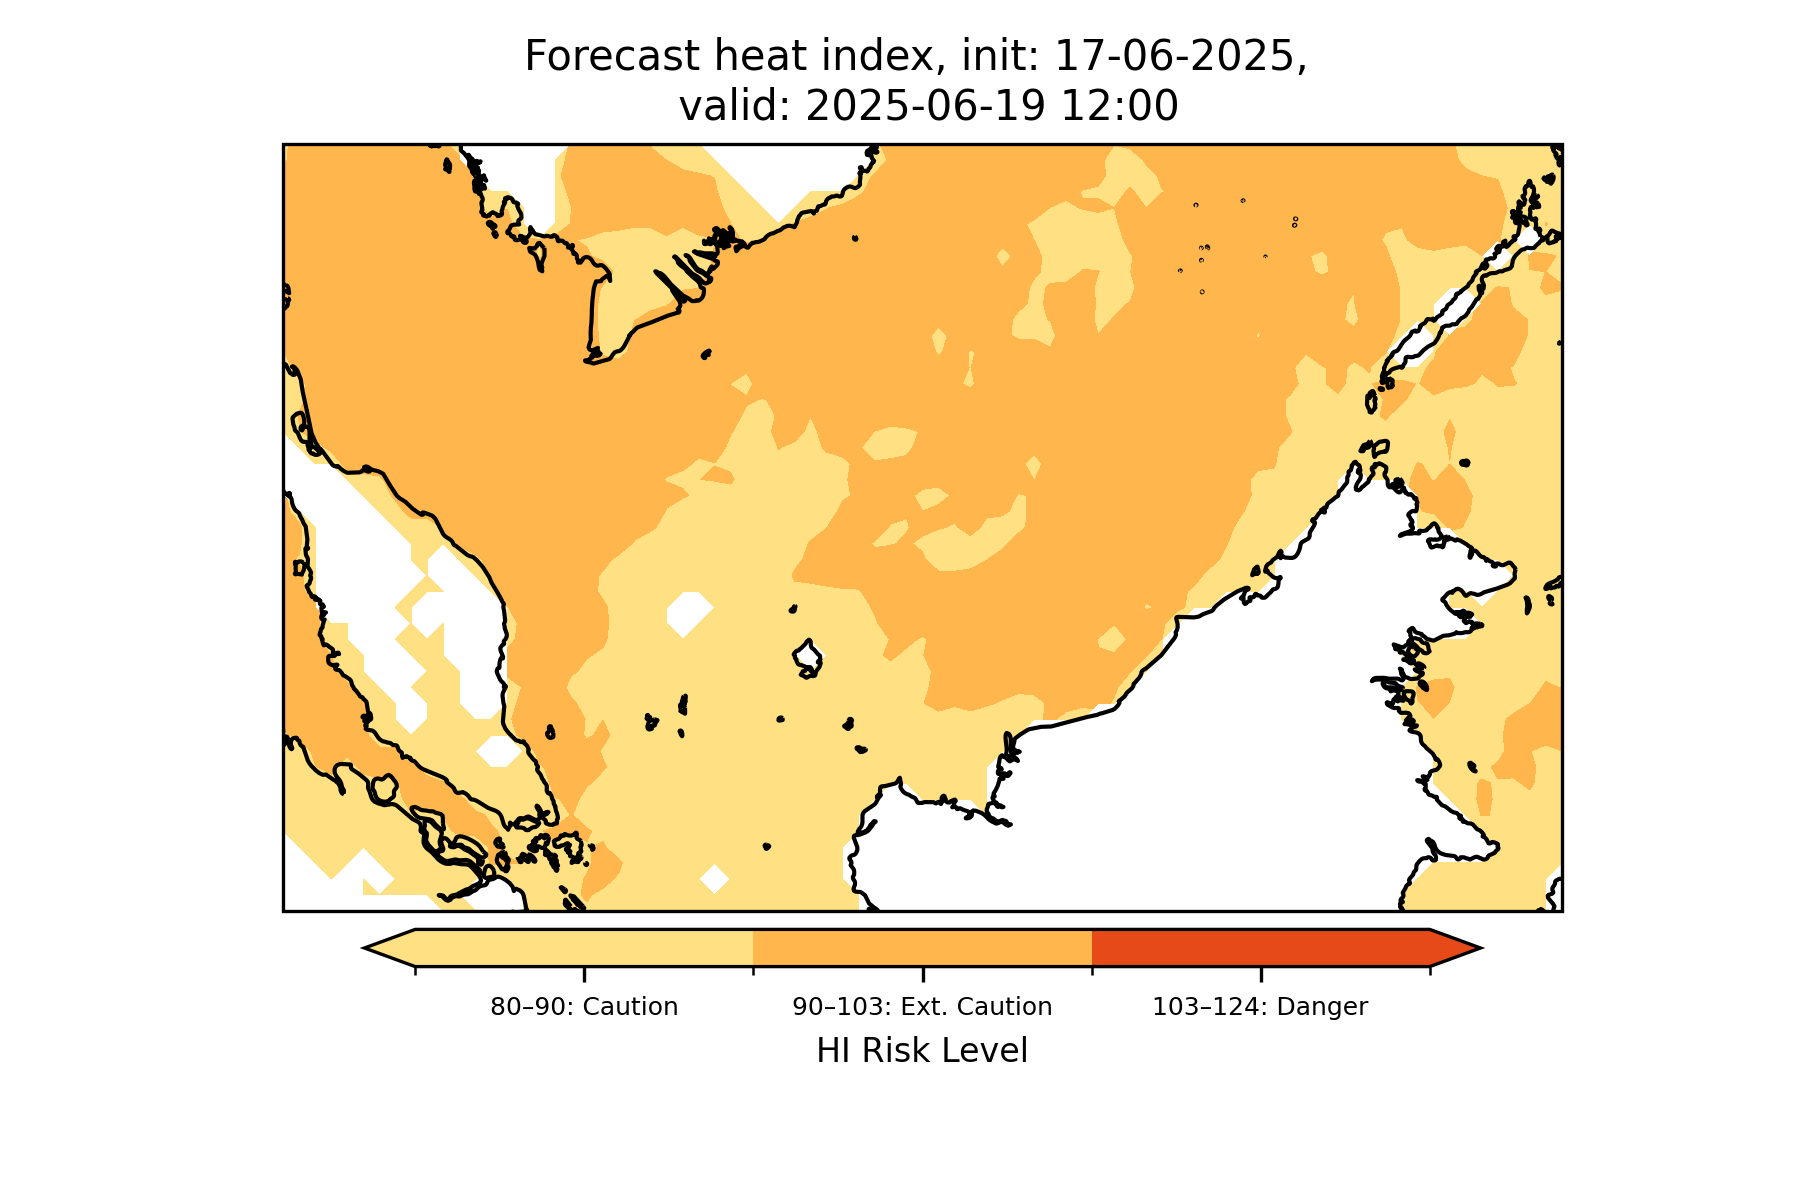 Forecast heat index, init: 17-06-2025,
valid: 2025-06-19 12:00
80–90: Caution
90–103: Ext. Caution
103–124: Danger
HI Risk Level